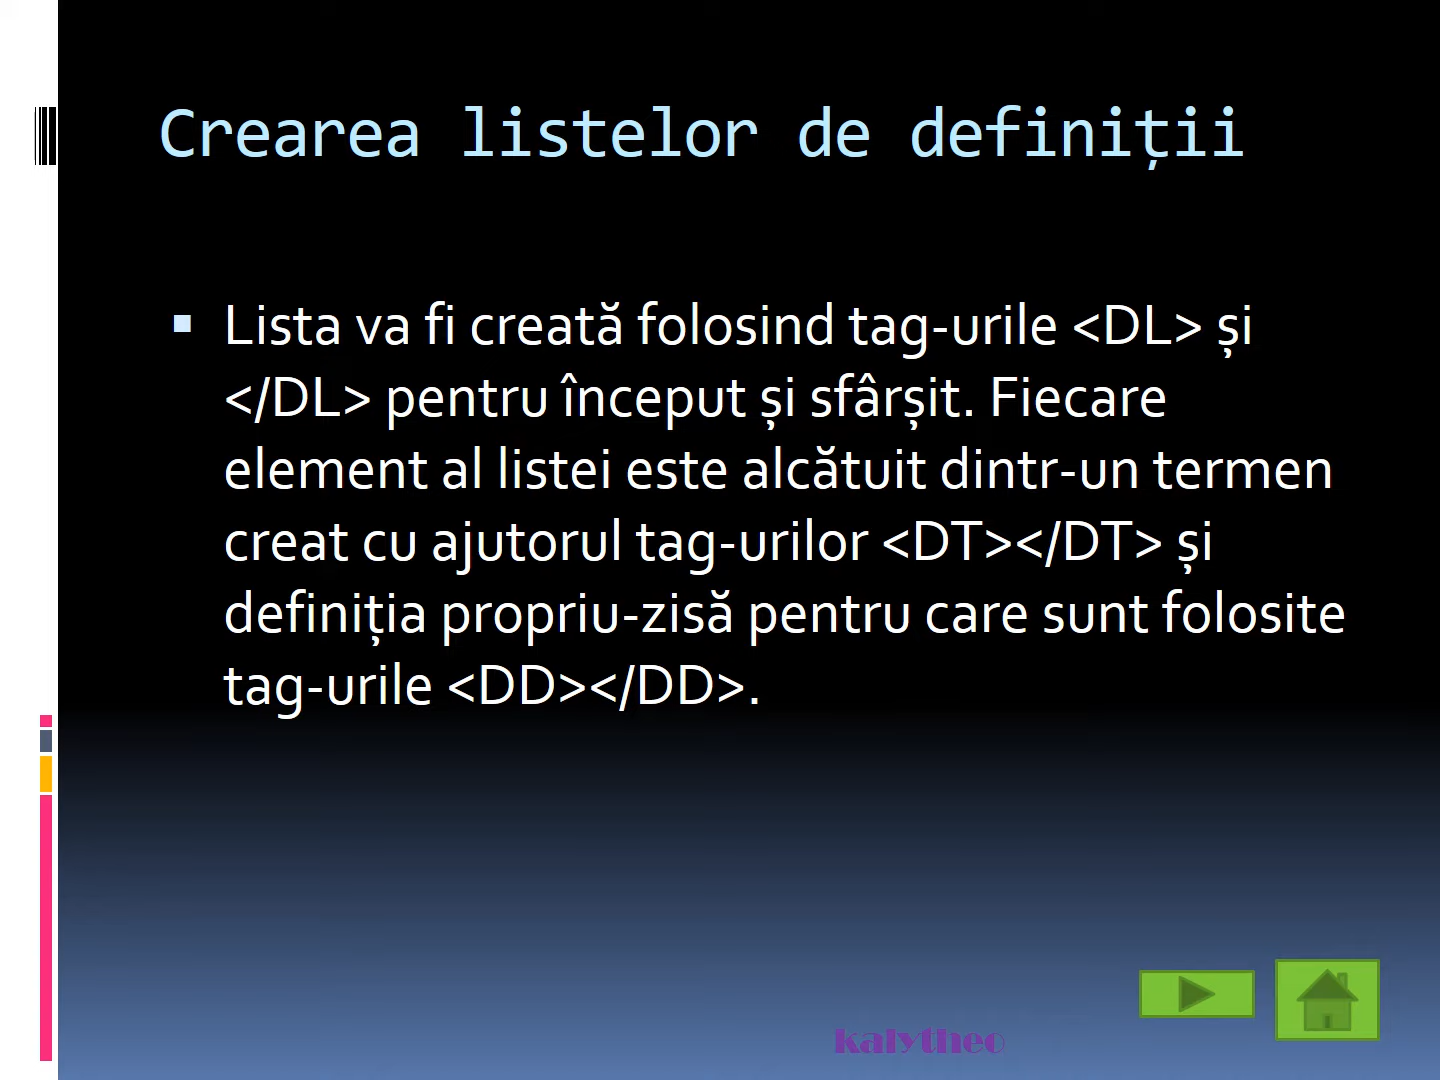 Crearea listelor de definiții
Lista va fi creată folosind tag-urile <DL> și
</DL> pentru început și sfârșit. Fiecare
element al listei este alcătuit dintr-un termen
creat cu ajutorul tag-urilor <DT></DT> și
definiția propriu-zisă pentru care sunt folosite
tag-urile <DD></DD>.
kalytheo